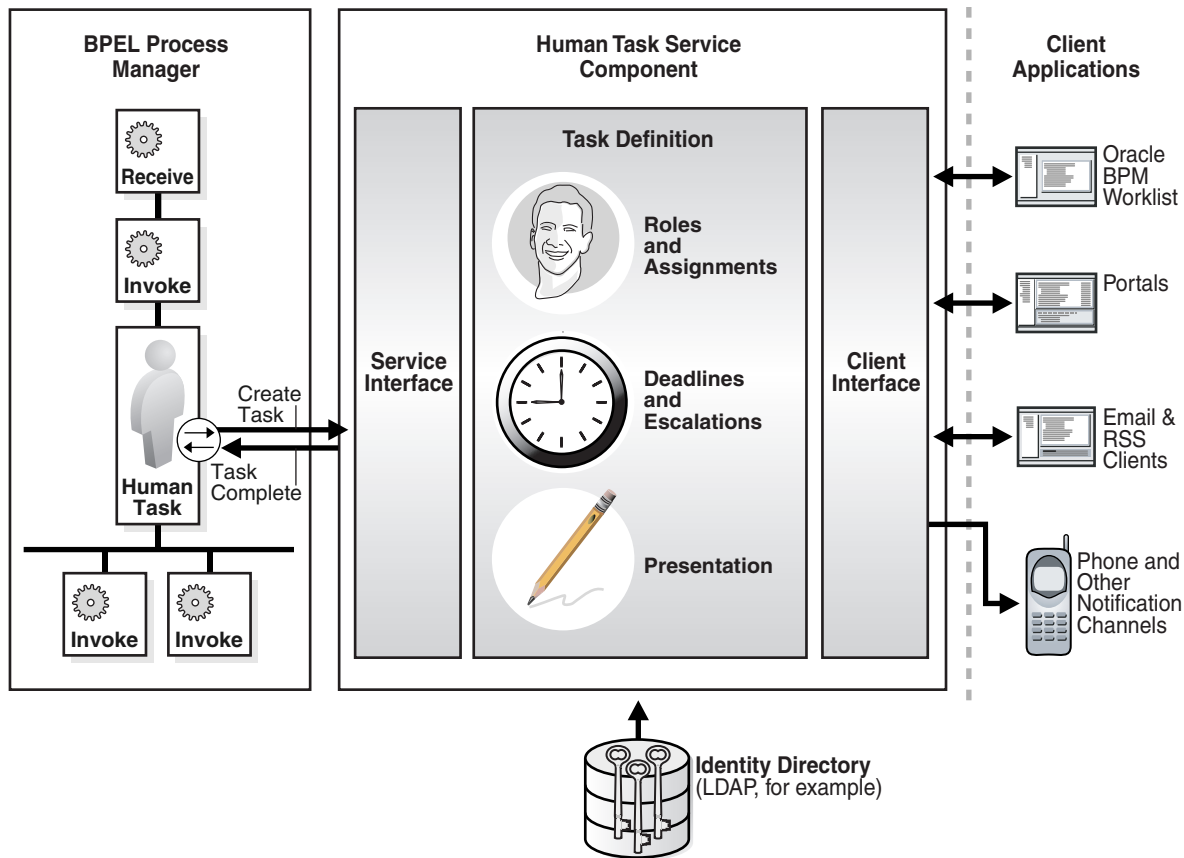 BPEL Process
Manager
Receive
Invoke
Human
Task
Invoke
Invoke
Create
Task
Task
Complete
Human Task Service
Component
Service
Interface
Task Definition
Roles
and
Assignments
Deadlines
and
Escalations
Presentation
Client
Interface
Client
Applications
Oracle
BPM
Worklist
Portals
Email &
RSS
Clients
Phone and
Other
Notification
Channels
Identity Directory
(LDAP, for example)